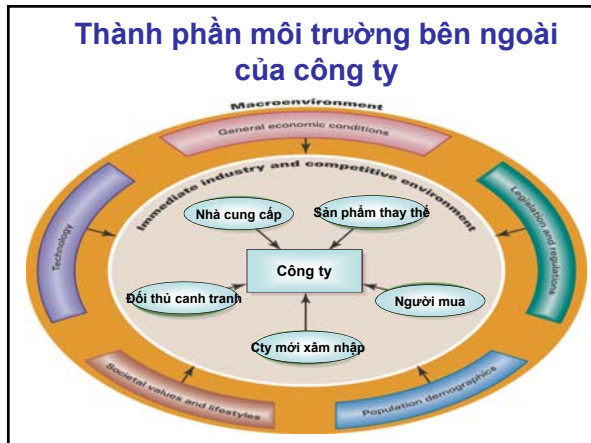 Thành phần môi trường bên ngoài
của công ty
Macroenvironment
General economic conditions
Immediate industry and competitive environment
Technology
Legislation and regulations
Nhà cung cấp
Sản phẩm thay thế
Công ty
Đối thủ canh tranh
Người mua
Cty mới xâm nhập
Societal values and lifestyles
Population demographics